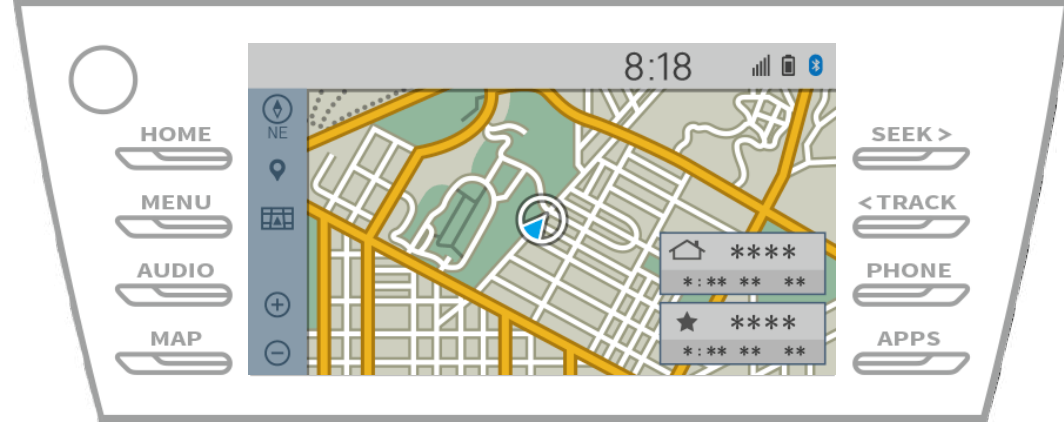 8:18
NE
HOME
MENU
AUDIO
MAP
SEEK >
< TRACK
PHONE
APPS
****
*:** ** **
****
*:** ** **